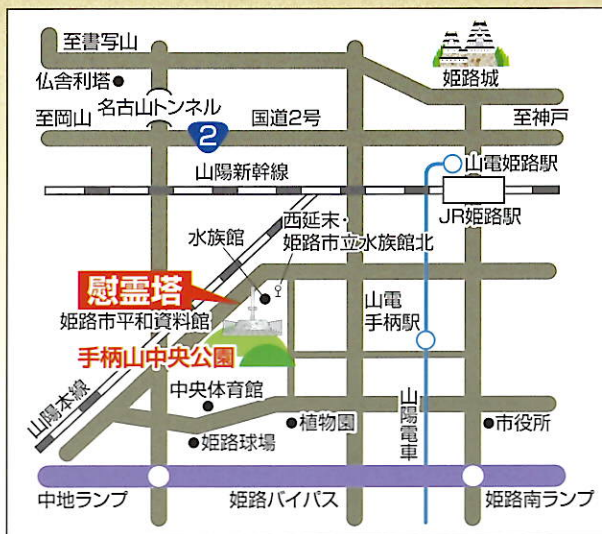 至書写山
姫路城
仏舎利塔
名古山トンネル
至岡山
国道2号
至神戸
2
山電姫路駅
山陽新幹線
JR姫路駅
西延末・
姫路市立水族館北
水族館
慰霊塔
姫路市平和資料館
山電
手柄駅
手柄山中央公園
山陽本線
中央体育館
山陽電車
植物園
市役所
姫路球場
中地ランプ
姫路バイパス
姫路南ランプ